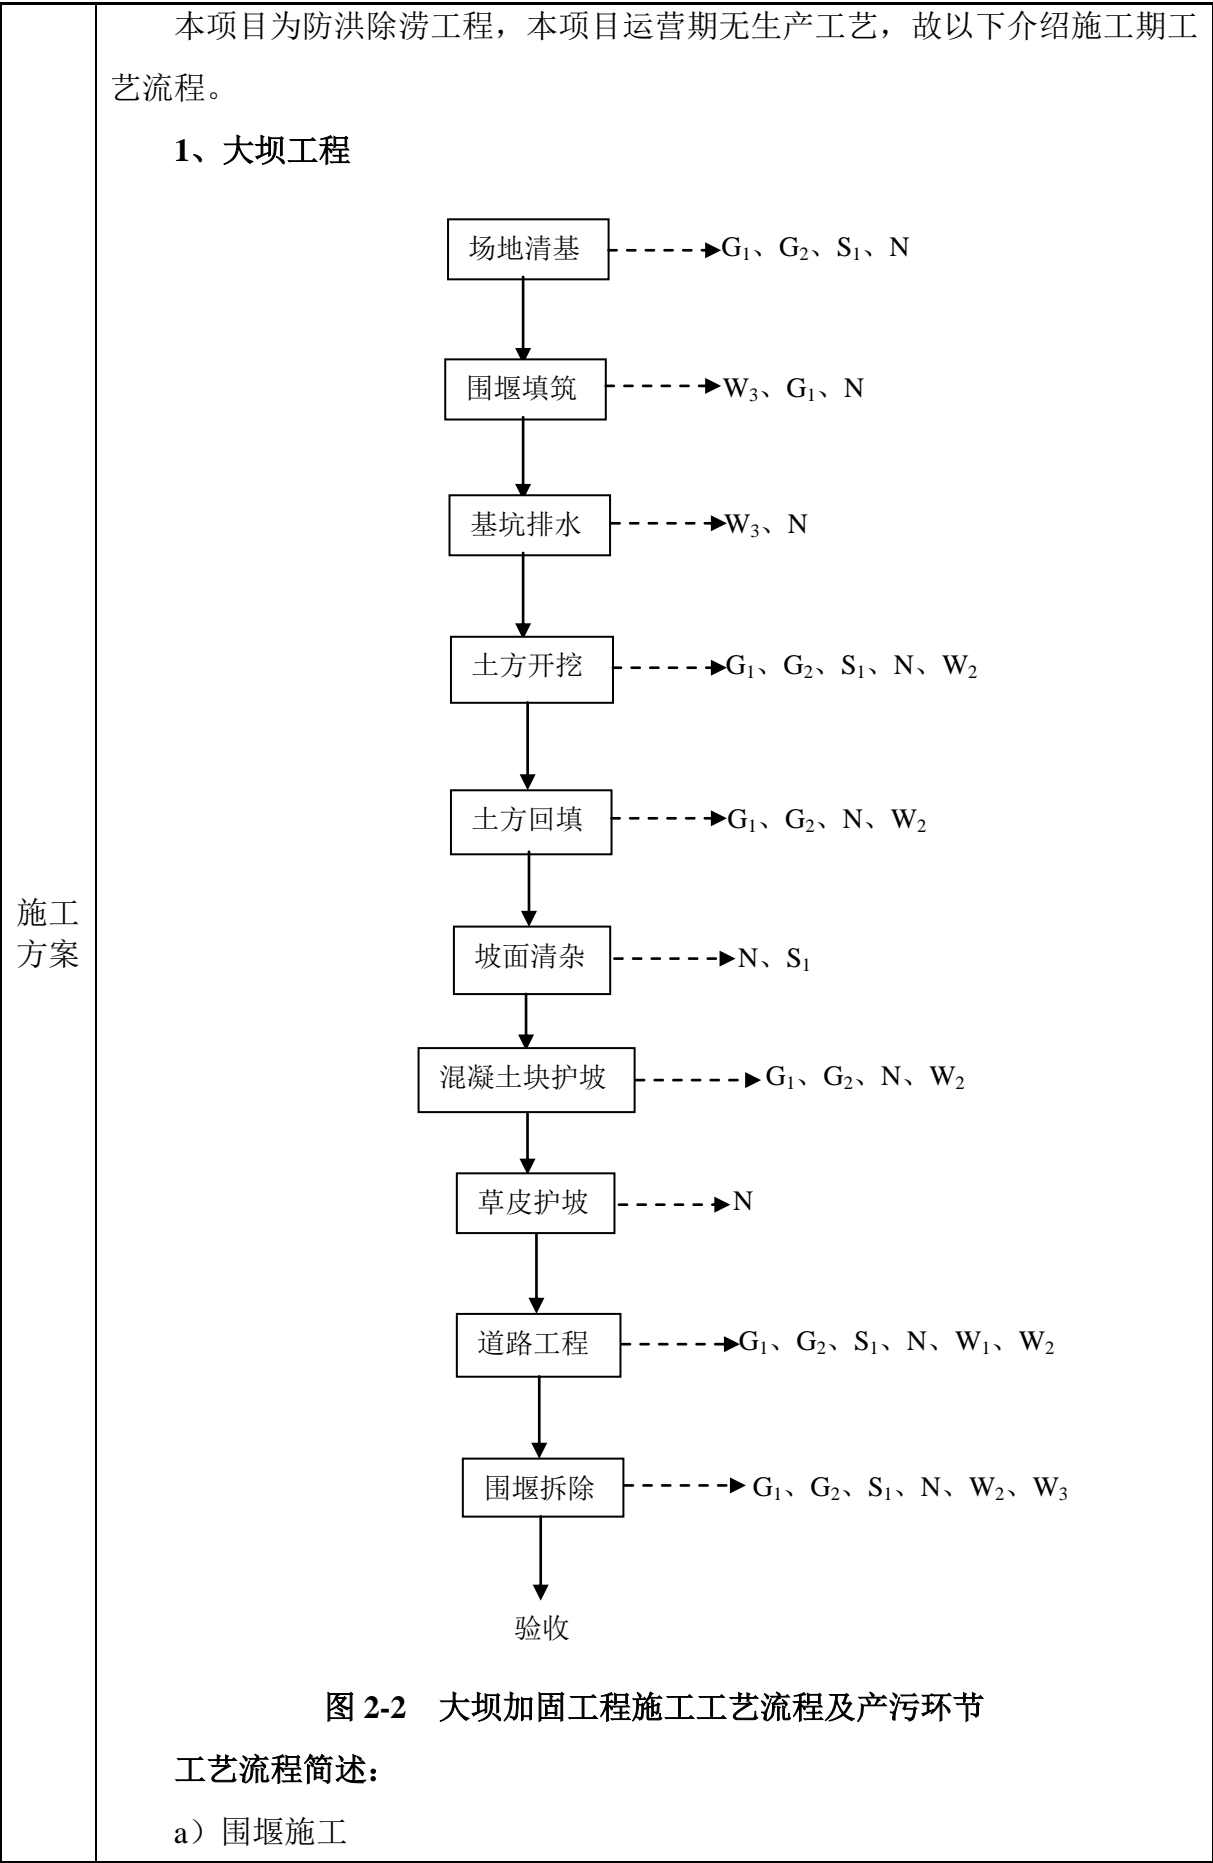 本项目为防洪除涝工程，本项目运营期无生产工艺，故以下介绍施工期工
艺流程。
1、大坝工程
场地清基
G₁、G₂、S₁、N
围堰填筑
W₃、G₁、N
基坑排水
W₃、N
土方开挖
G₁、G₂、S₁、N、W₂
土方回填
G₁、G₂、N、W₂
施工
方案
坡面清杂
N、S₁
混凝土块护坡
G₁、G₂、N、W₂
草皮护坡
N
道路工程
G₁、G₂、S₁、N、W₁、W₂
围堰拆除
G₁、G₂、S₁、N、W₂、W₃
验收
图 2-2 大坝加固工程施工工艺流程及产污环节
工艺流程简述：
a）围堰施工